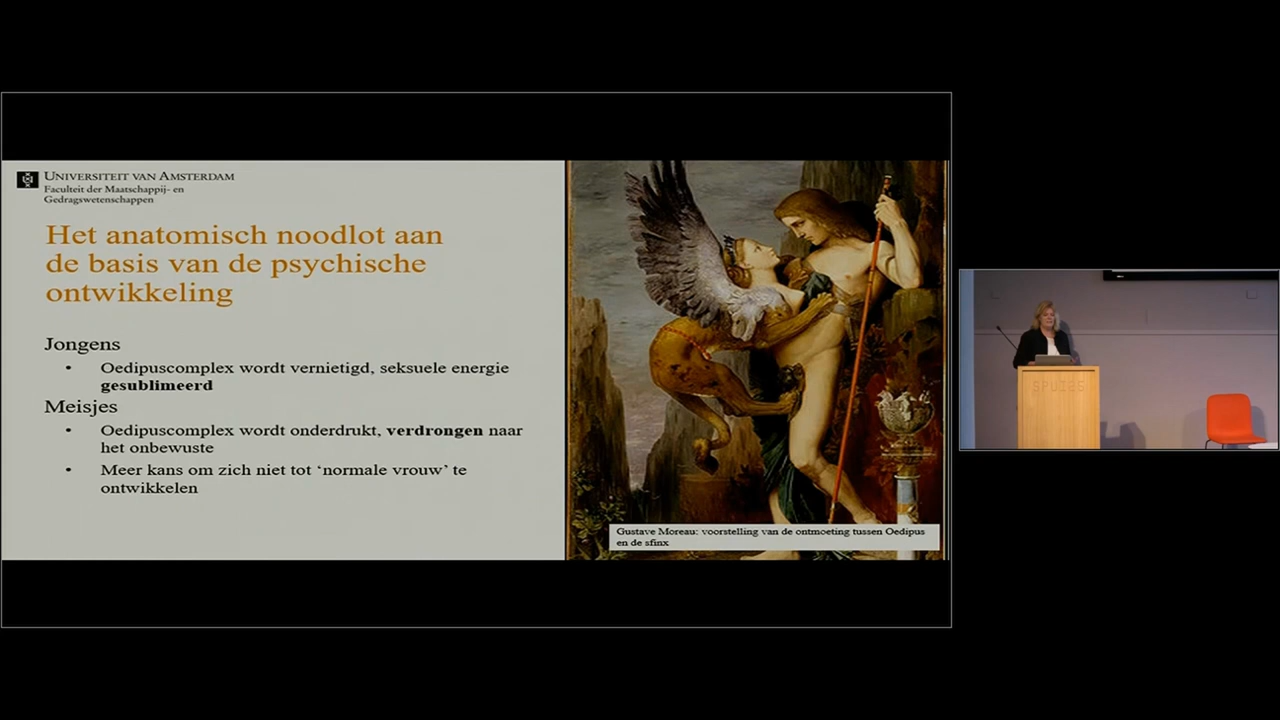 UNIVERSITEIT VAN AMSTERDAM
Faculteit der Maatschappij- en
Gedragswetenschappen
Het anatomisch noodlot aan
de basis van de psychische
ontwikkeling
Jongens
• Oedipuscomplex wordt vernietigd, seksuele energie
gesublimeerd
Meisjes
• Oedipuscomplex wordt onderdrukt, verdrongen naar
het onbewuste
• Meer kans om zich niet tot ‘normale vrouw’ te
ontwikkelen
Gustave Moreau: voorstelling van de ontmoeting tussen Oedipus
en de sfinx
SPUI25